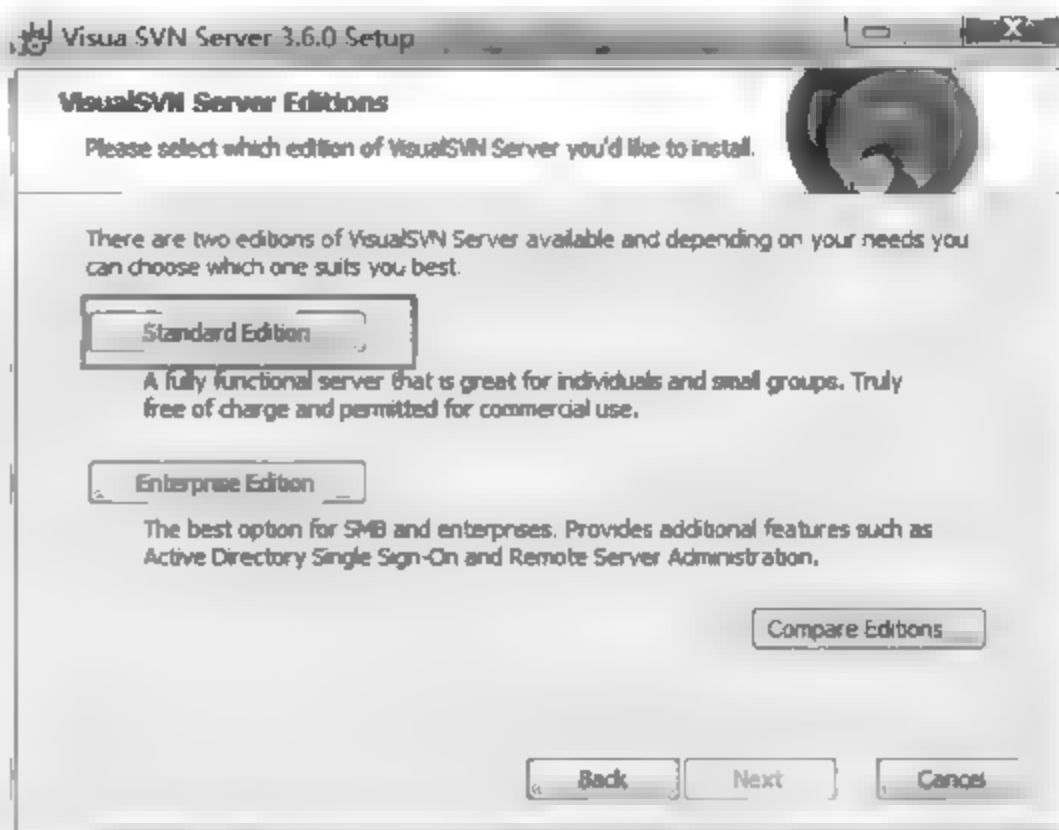 Visua SVN Server 3.6.0 Setup
VisualSVN Server Editions
Please select which edition of VisualSVN Server you'd like to install.
There are two editions of VisualSVN Server available and depending on your needs you
can choose which one suits you best.
Standard Edition
A fully functional server that is great for individuals and small groups. Truly
free of charge and permitted for commercial use.
Enterprise Edition
The best option for SMB and enterprises. Provides additional features such as
Active Directory Single Sign-On and Remote Server Administration.
Compare Editions
Back Next Cancel